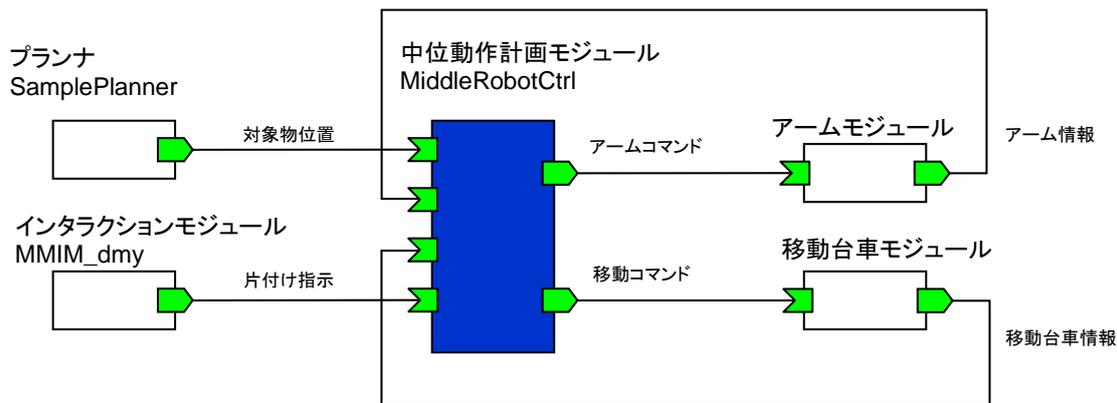 プランナ
SamplePlanner
対象物位置
中位動作計画モジュール
MiddleRobotCtrl
アームコマンド
アームモジュール
アーム情報
インタラクションモジュール
MMIM_dmy
片付け指示
移動コマンド
移動台車モジュール
移動台車情報